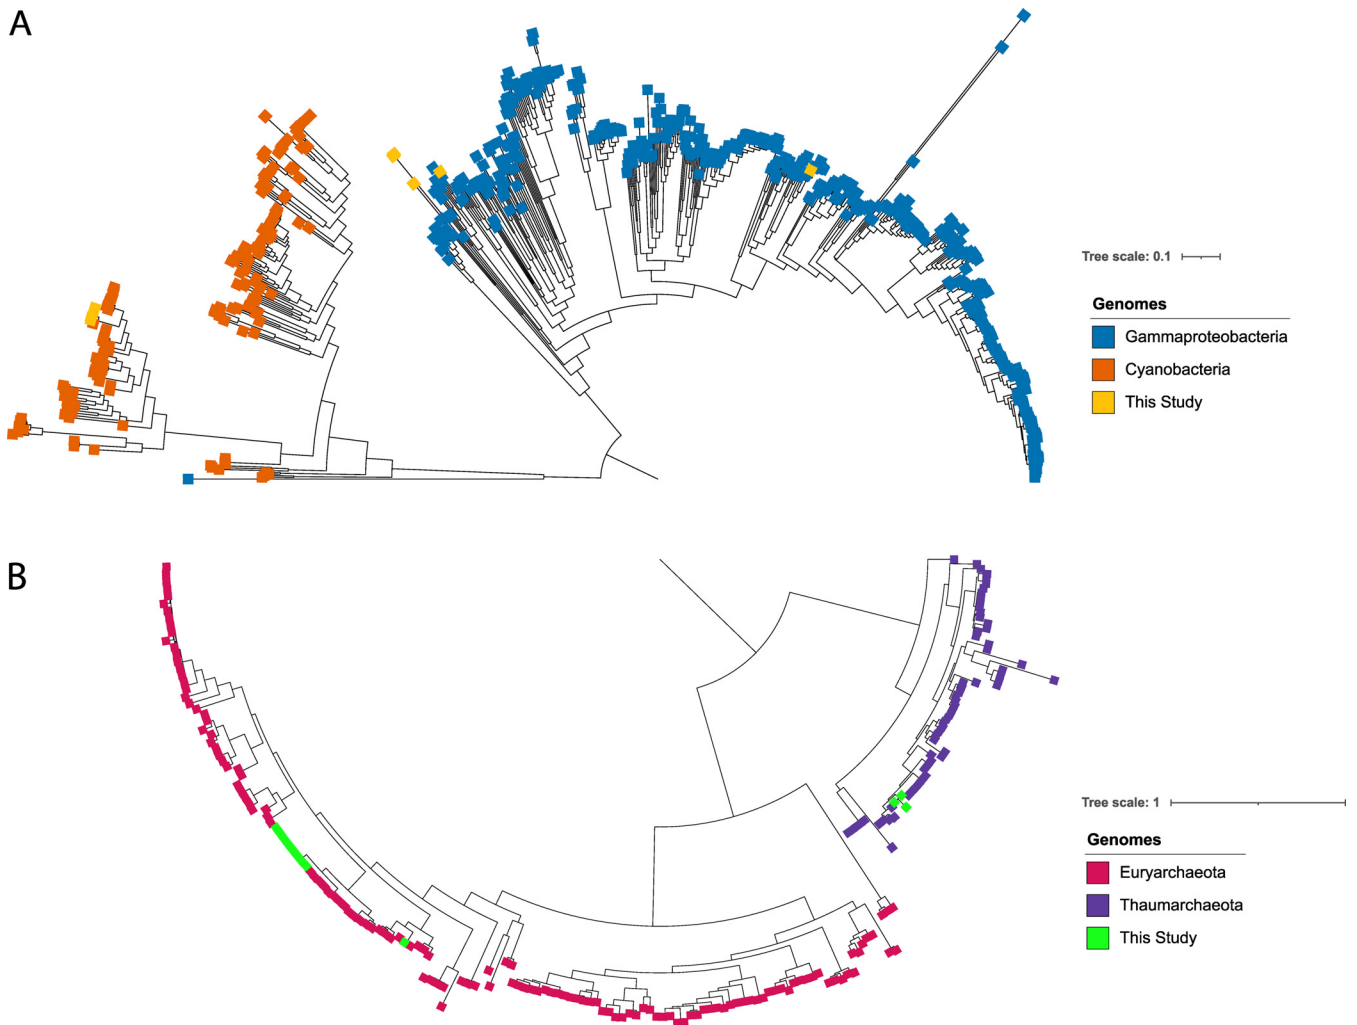 A
Tree scale: 0.1
Genomes
Gammaproteobacteria
Cyanobacteria
This Study
B
Tree scale: 1
Genomes
Euryarchaeota
Thaumarchaeota
This Study